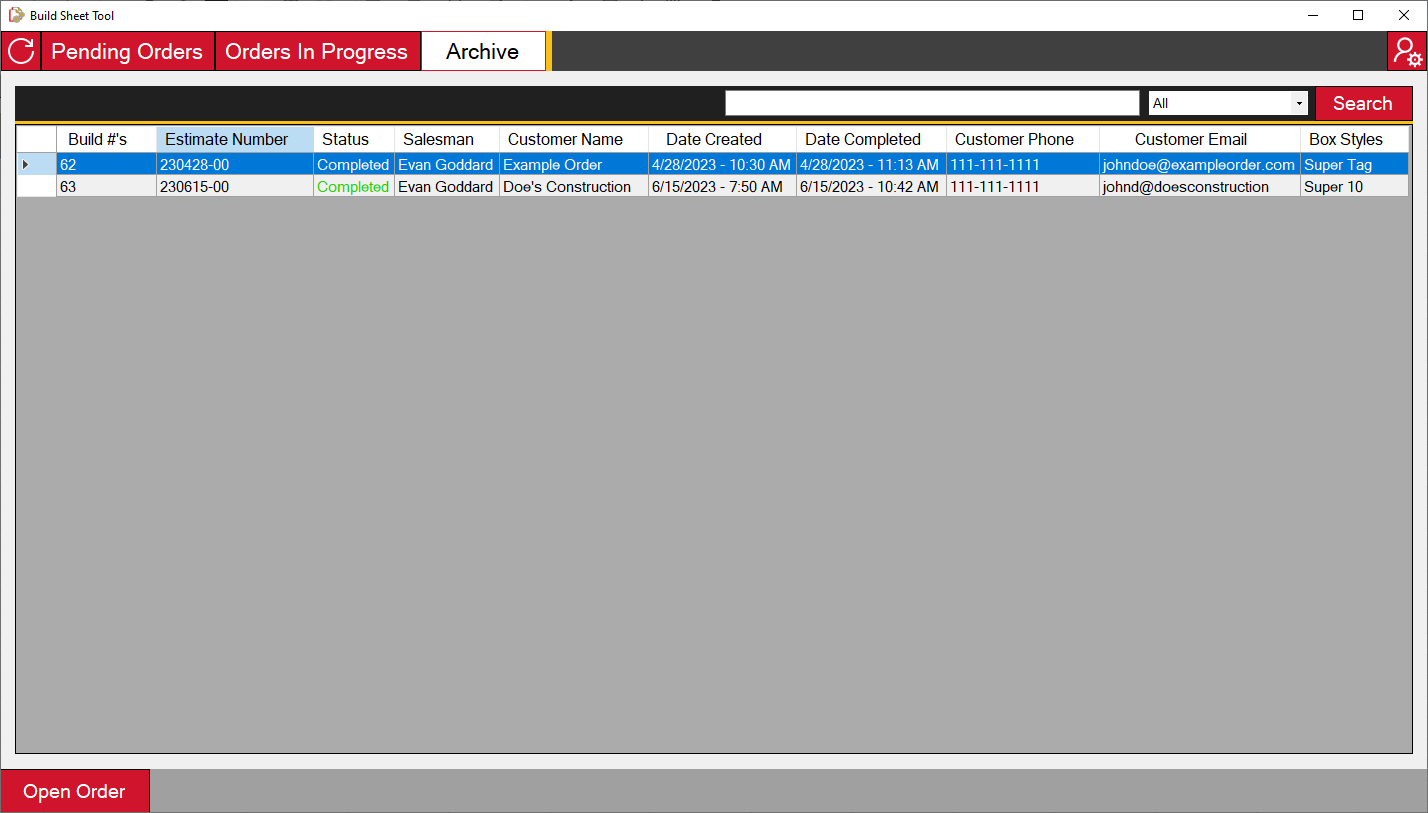 Build Sheet Tool
Pending Orders Orders In Progress Archive
All Search
Build #'s Estimate Number Status Salesman Customer Name Date Created Date Completed Customer Phone Customer Email Box Styles
62 230428-00 Completed Evan Goddard Example Order 4/28/2023 - 10:30 AM 4/28/2023 - 11:13 AM 111-111-1111 johndoe@exampleorder.com Super Tag
63 230615-00 Completed Evan Goddard Doe's Construction 6/15/2023 - 7:50 AM 6/15/2023 - 10:42 AM 111-111-1111 johnd@doesconstruction Super 10
Open Order